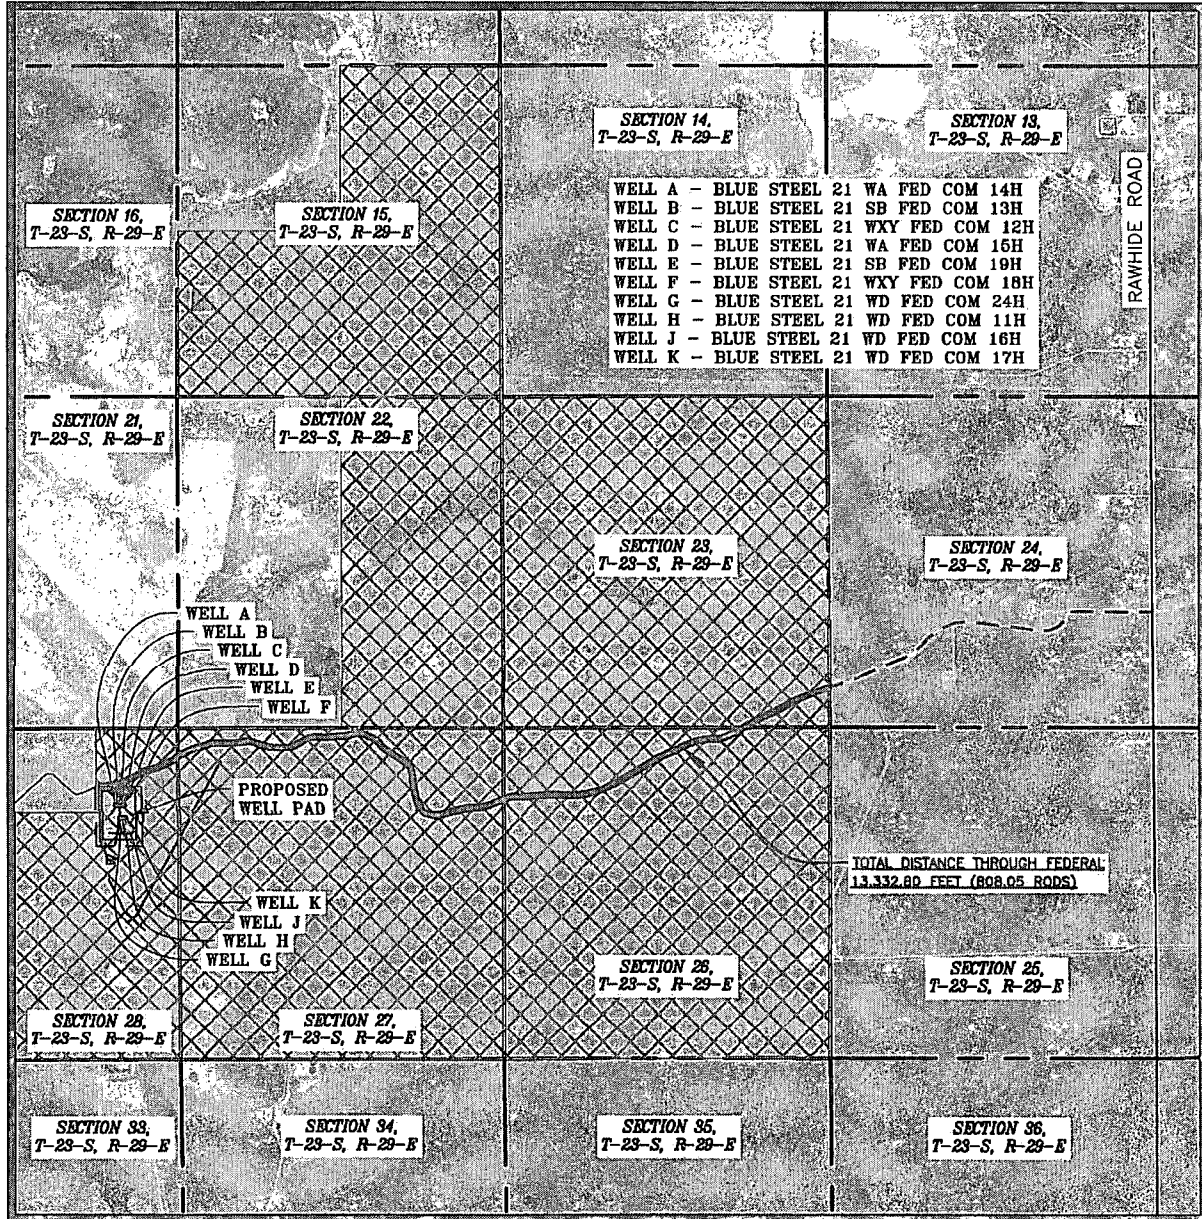 SECTION 14,
T-23-S, R-29-E
SECTION 13,
T-23-S, R-29-E
RAWHIDE ROAD
SECTION 16,
T-23-S, R-29-E
SECTION 15,
T-23-S, R-29-E
WELL A - BLUE STEEL 21 WA FED COM 14H
WELL B - BLUE STEEL 21 SB FED COM 13H
WELL C - BLUE STEEL 21 WXY FED COM 12H
WELL D - BLUE STEEL 21 WA FED COM 15H
WELL E - BLUE STEEL 21 SB FED COM 19H
WELL F - BLUE STEEL 21 WXY FED COM 18H
WELL G - BLUE STEEL 21 WD FED COM 24H
WELL H - BLUE STEEL 21 WD FED COM 11H
WELL J - BLUE STEEL 21 WD FED COM 16H
WELL K - BLUE STEEL 21 WD FED COM 17H
SECTION 21,
T-23-S, R-29-E
SECTION 22,
T-23-S, R-29-E
SECTION 23,
T-23-S, R-29-E
SECTION 24,
T-23-S, R-29-E
WELL A
WELL B
WELL C
WELL D
WELL E
WELL F
PROPOSED
WELL PAD
TOTAL DISTANCE THROUGH FEDERAL
13,332.80 FEET (808.05 RODS)
WELL K
WELL J
WELL H
WELL G
SECTION 28,
T-23-S, R-29-E
SECTION 27,
T-23-S, R-29-E
SECTION 26,
T-23-S, R-29-E
SECTION 25,
T-23-S, R-29-E
SECTION 33,
T-23-S, R-29-E
SECTION 34,
T-23-S, R-29-E
SECTION 35,
T-23-S, R-29-E
SECTION 36,
T-23-S, R-29-E